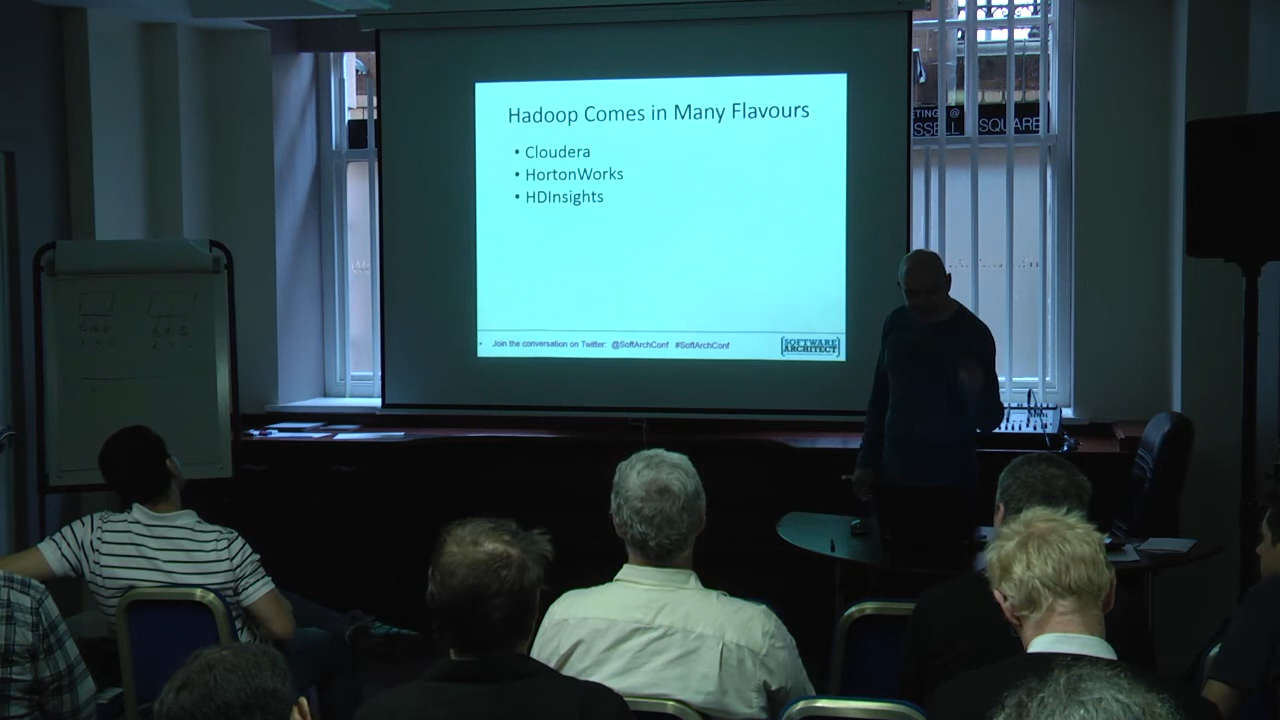 Hadoop Comes in Many Flavours
• Cloudera
• HortonWorks
• HDInsights
• Join the conversation on Twitter: @SoftArchConf #SoftArchConf
SOFTWARE
ARCHITECT
ETING @
SSELL SQUARE